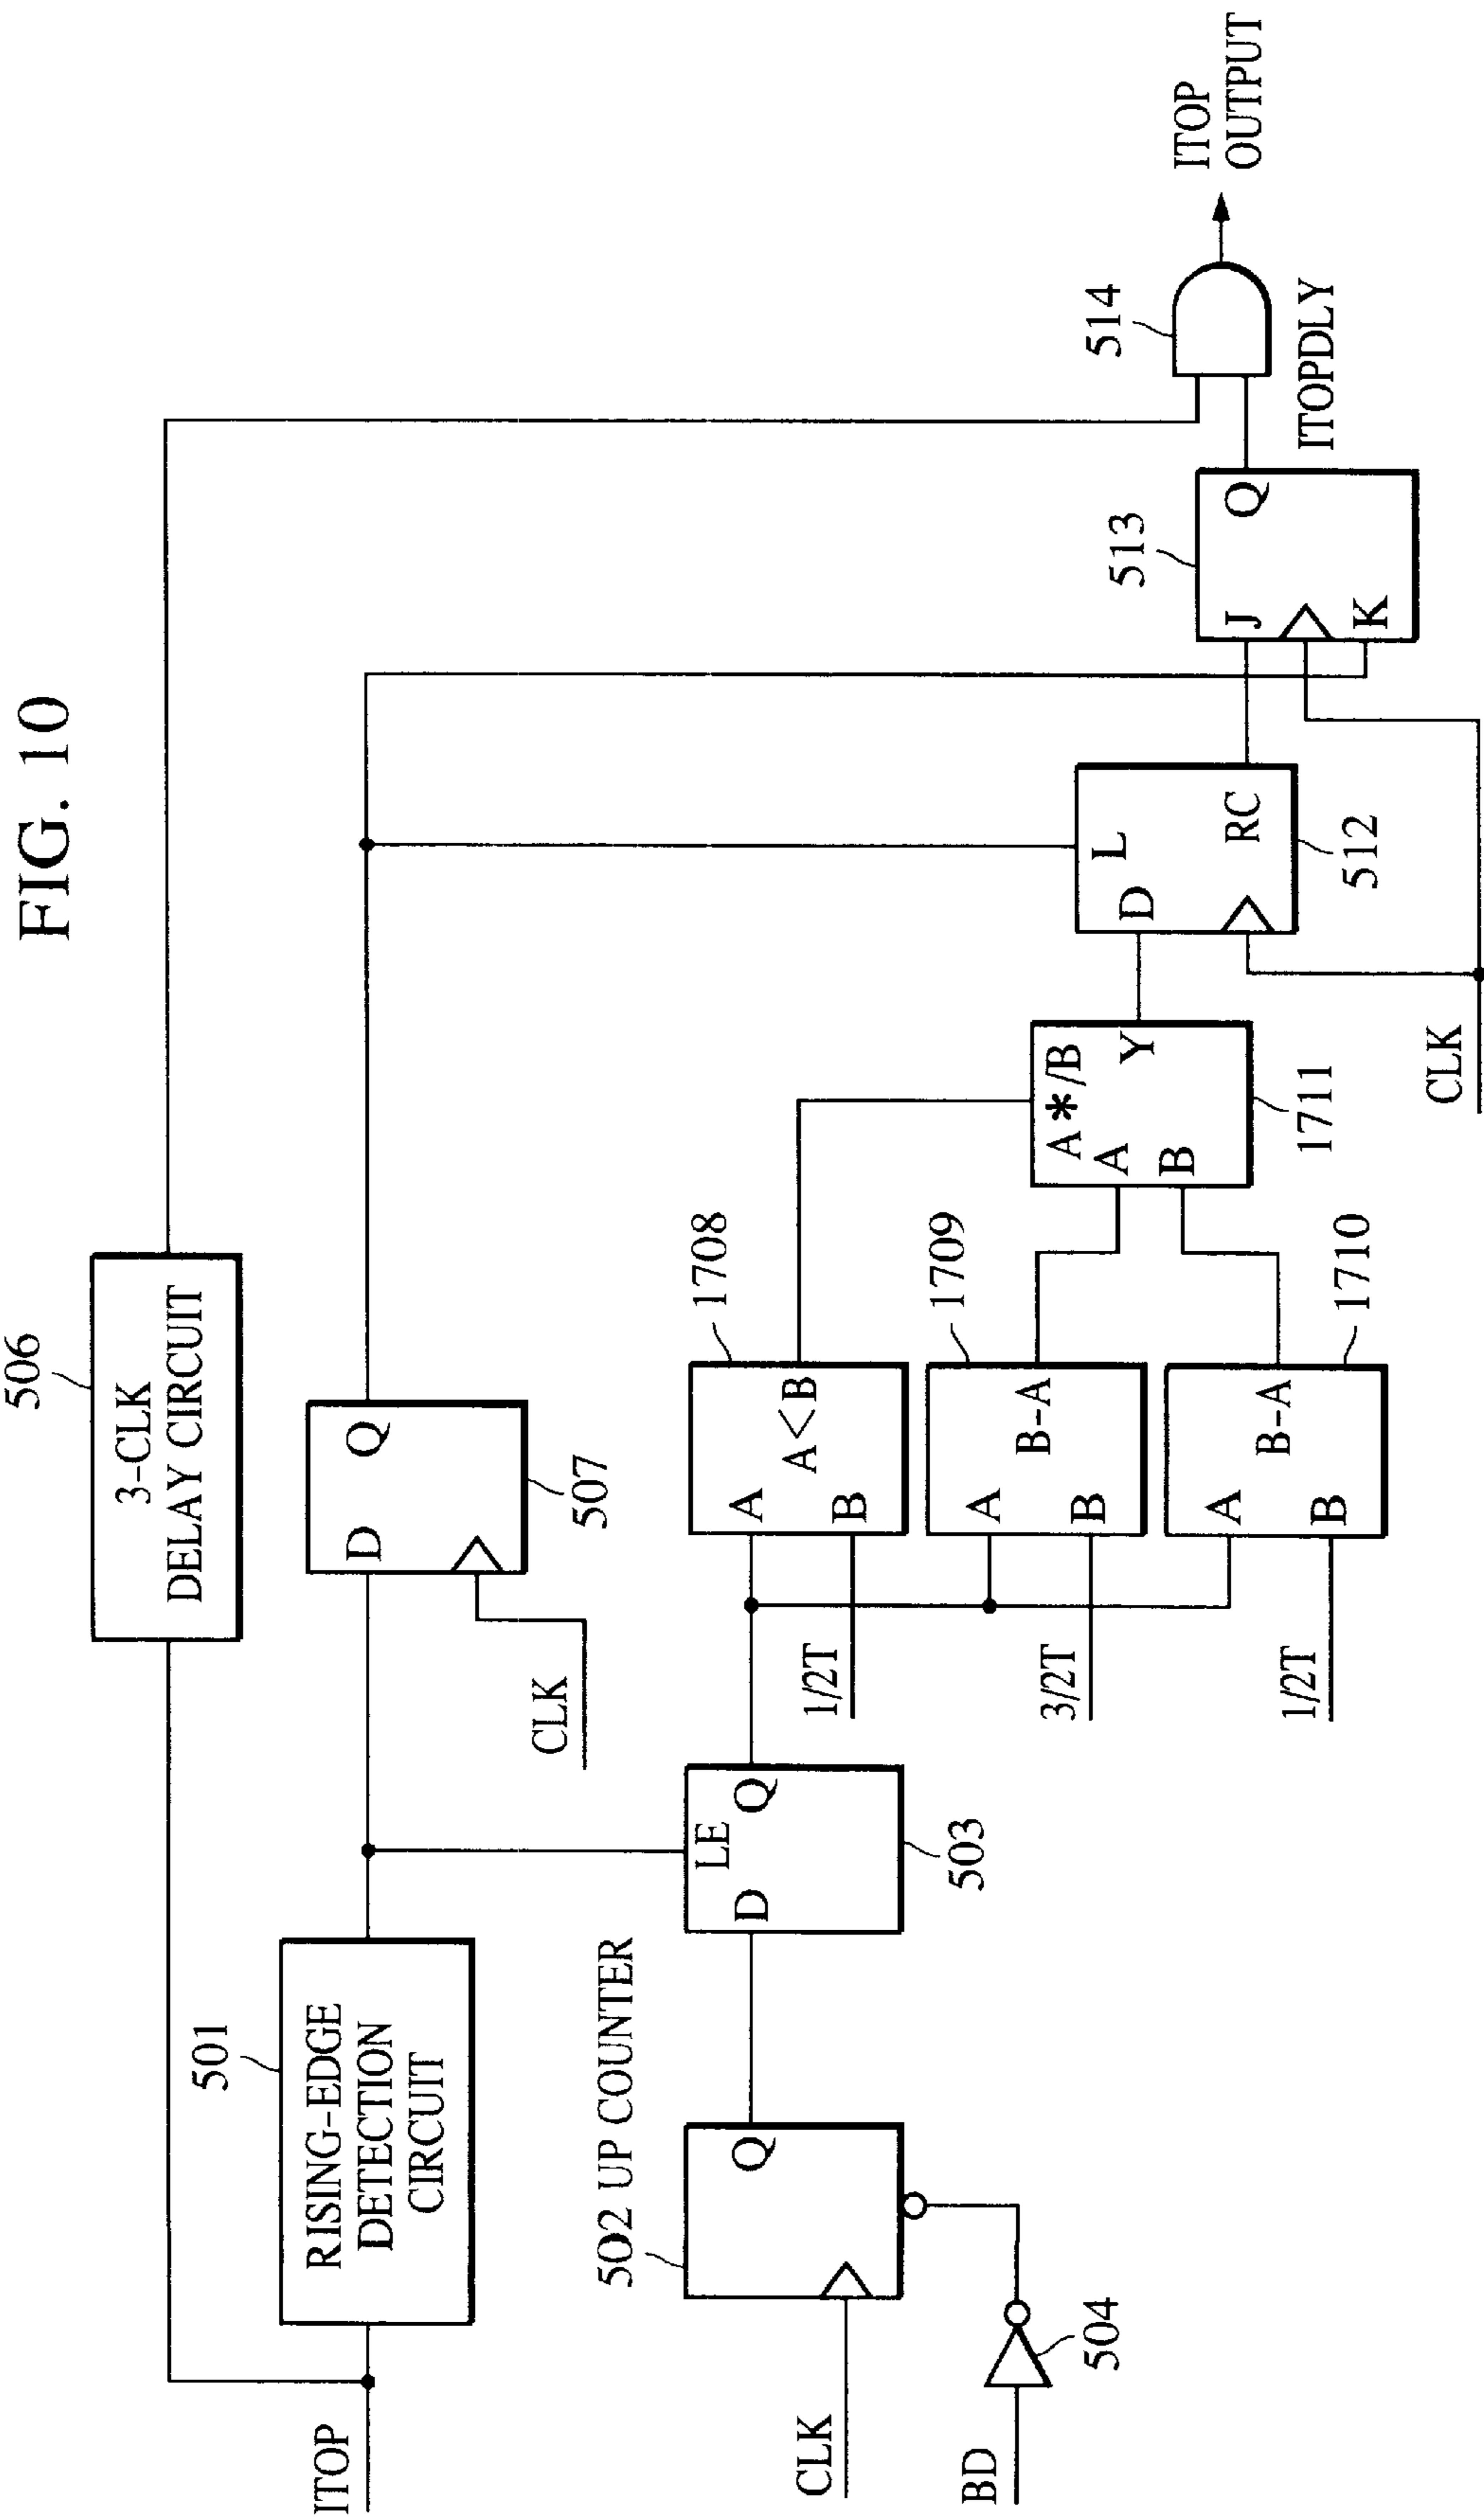 FIG. 10
506
3-CLK
DELAY CIRCUIT
501
RISING-EDGE
DETECTION
CIRCUIT
ITOP
D
Q
507
CLK
502 UP COUNTER
Q
CLK
BD
504
LE
D
Q
503
1/2T
3/2T
1/2T
1708
A
A<B
B
1709
A
B-A
B
1710
A
B-A
B
A*/B
A
Y
B
1711
L
D
RC
512
CLK
513
J
Q
K
ITOPDLY
514
ITOP
OUTPUT